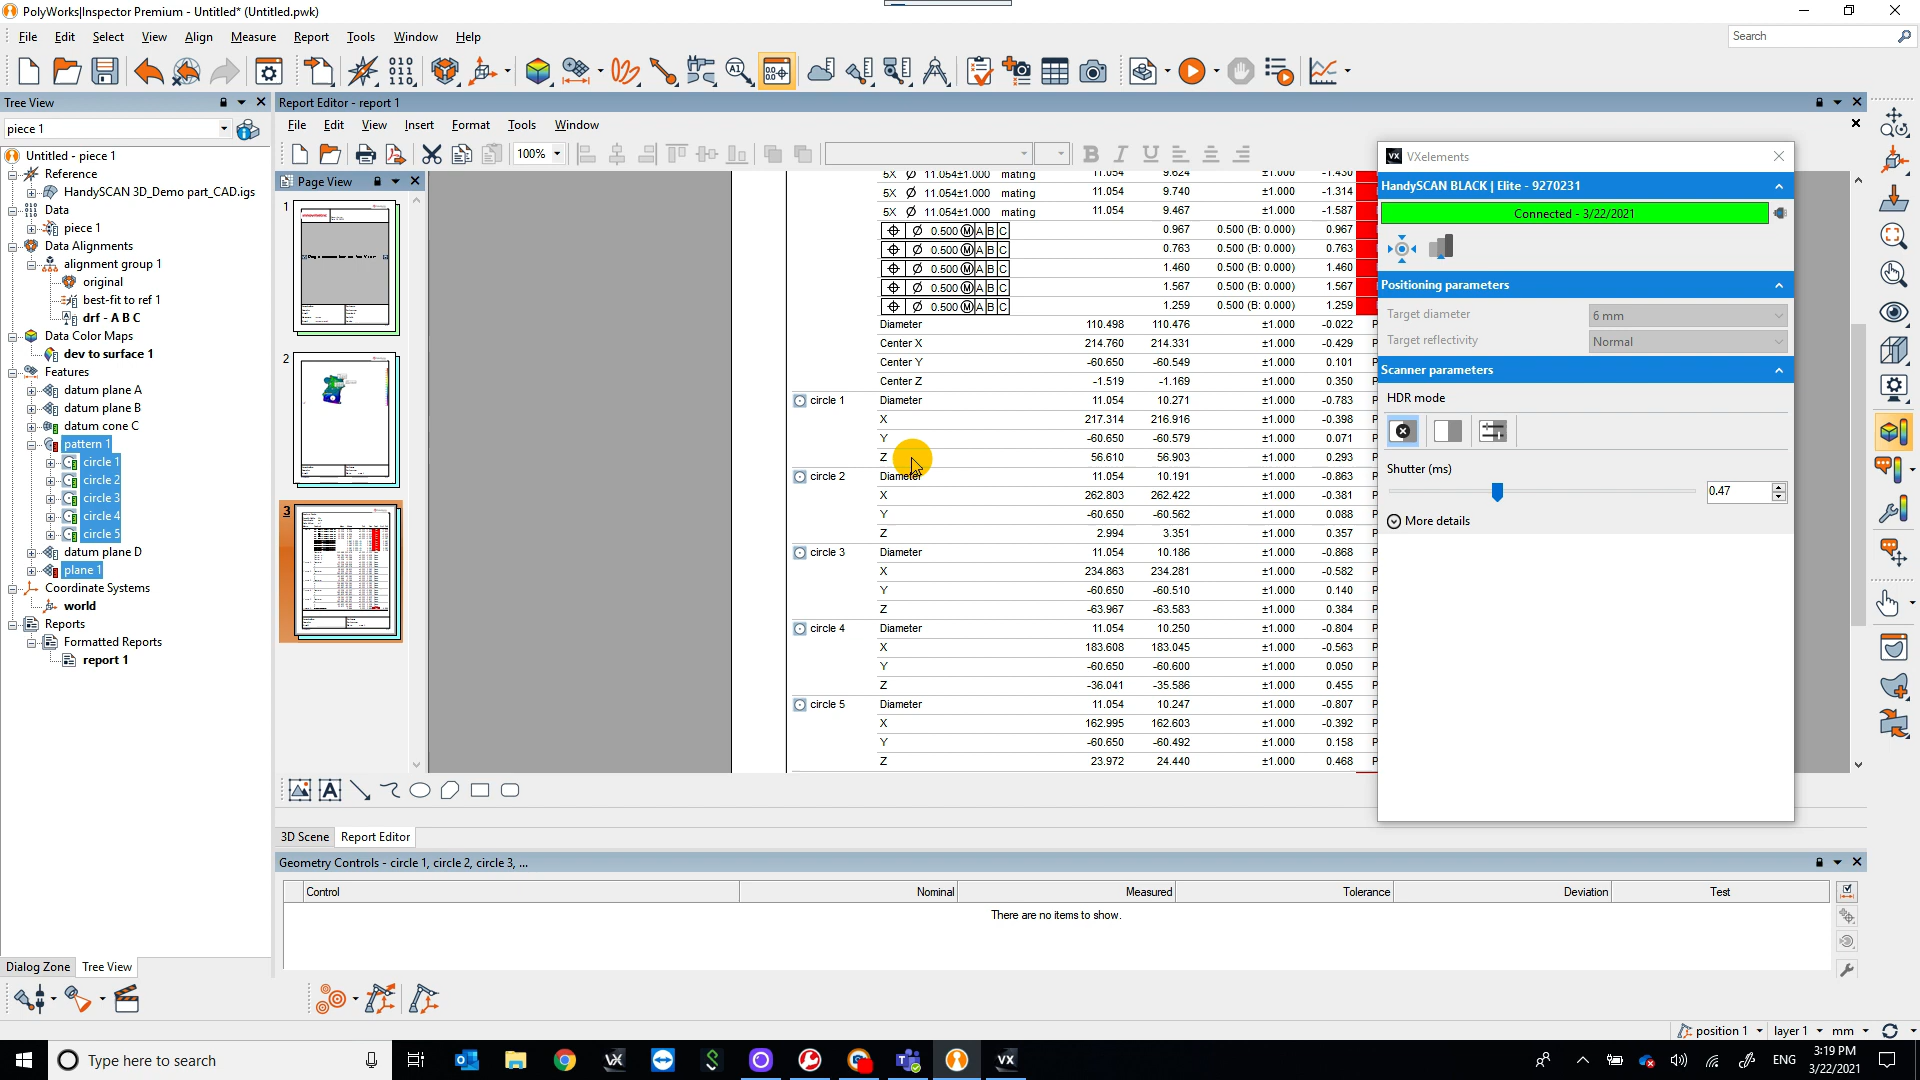 PolyWorks|Inspector Premium - Untitled* (Untitled.pwk)
File Edit Select View Align Measure Report Tools Window Help
Search
Tree View
Report Editor - report 1
piece 1
File Edit View Insert Format Tools Window
100%
Page View
Untitled - piece 1
Reference
HandySCAN 3D_Demo part_CAD.igs
Data
piece 1
Data Alignments
alignment group 1
original
best-fit to ref 1
drf - A B C
Data Color Maps
dev to surface 1
Features
datum plane A
datum plane B
datum cone C
pattern 1
circle 1
circle 2
circle 3
circle 4
circle 5
datum plane D
plane 1
Coordinate Systems
world
Reports
Formatted Reports
report 1
1
2
3
5X Ø 11.054±1.000 mating 11.054 9.624 ±1.000 -1.430
5X Ø 11.054±1.000 mating 11.054 9.740 ±1.000 -1.314
5X Ø 11.054±1.000 mating 11.054 9.467 ±1.000 -1.587
⌖ Ø 0.500 Ⓜ A B C 0.967 0.500 (B: 0.000) 0.967
⌖ Ø 0.500 Ⓜ A B C 0.763 0.500 (B: 0.000) 0.763
⌖ Ø 0.500 Ⓜ A B C 1.460 0.500 (B: 0.000) 1.460
⌖ Ø 0.500 Ⓜ A B C 1.567 0.500 (B: 0.000) 1.567
⌖ Ø 0.500 Ⓜ A B C 1.259 0.500 (B: 0.000) 1.259
Diameter 110.498 110.476 ±1.000 -0.022
Center X 214.760 214.331 ±1.000 -0.429
Center Y -60.650 -60.549 ±1.000 0.101
Center Z -1.519 -1.169 ±1.000 0.350
circle 1 Diameter 11.054 10.271 ±1.000 -0.783
X 217.314 216.916 ±1.000 -0.398
Y -60.650 -60.579 ±1.000 0.071
Z 56.610 56.903 ±1.000 0.293
circle 2 Diameter 11.054 10.191 ±1.000 -0.863
X 262.803 262.422 ±1.000 -0.381
Y -60.650 -60.562 ±1.000 0.088
Z 2.994 3.351 ±1.000 0.357
circle 3 Diameter 11.054 10.186 ±1.000 -0.868
X 234.863 234.281 ±1.000 -0.582
Y -60.650 -60.510 ±1.000 0.140
Z -63.967 -63.583 ±1.000 0.384
circle 4 Diameter 11.054 10.250 ±1.000 -0.804
X 183.608 183.045 ±1.000 -0.563
Y -60.650 -60.600 ±1.000 0.050
Z -36.041 -35.586 ±1.000 0.455
circle 5 Diameter 11.054 10.247 ±1.000 -0.807
X 162.995 162.603 ±1.000 -0.392
Y -60.650 -60.492 ±1.000 0.158
Z 23.972 24.440 ±1.000 0.468
VXelements
HandySCAN BLACK | Elite - 9270231
Connected - 3/22/2021
Positioning parameters
Target diameter 6 mm
Target reflectivity Normal
Scanner parameters
HDR mode
Shutter (ms)
0.47
More details
3D Scene Report Editor
Geometry Controls - circle 1, circle 2, circle 3, ...
Control Nominal Measured Tolerance Deviation Test
There are no items to show.
Dialog Zone Tree View
position 1 layer 1 mm
Type here to search
ENG
3:19 PM
3/22/2021